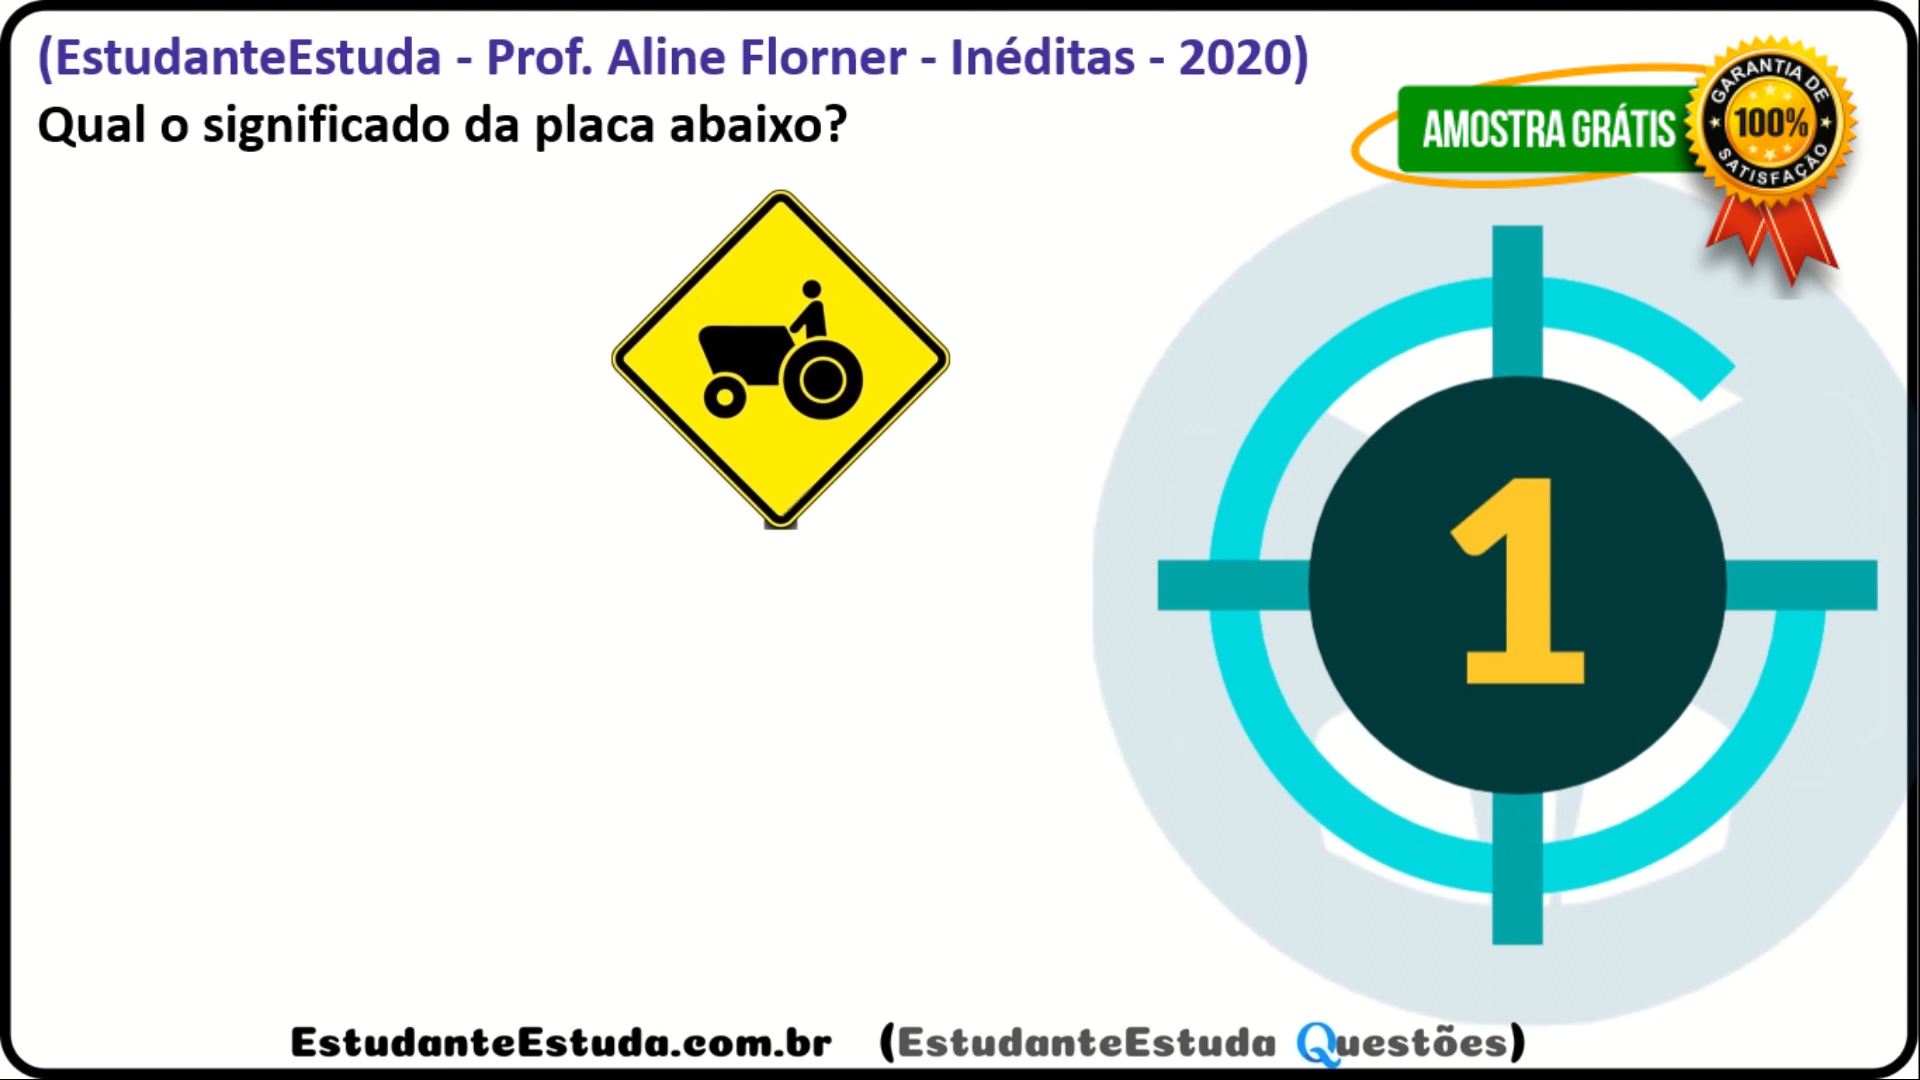 (EstudanteEstuda - Prof. Aline Florner - Inéditas - 2020)
Qual o significado da placa abaixo?
AMOSTRA GRÁTIS
GARANTIA DE
100%
SATISFAÇÃO
1
EstudanteEstuda.com.br (EstudanteEstuda Questões)